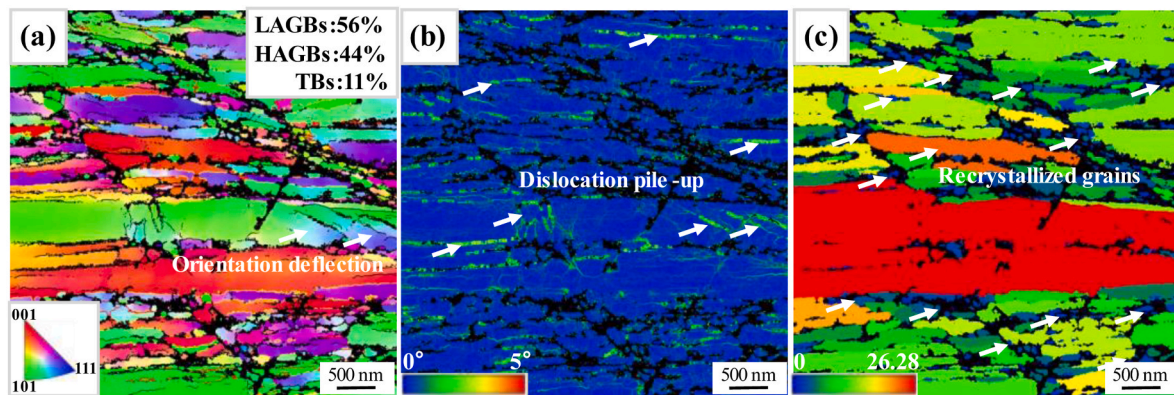 (a)
LAGBs:56%
HAGBs:44%
TBs:11%
Orientation deflection
001
111
101
500 nm
(b)
Dislocation pile -up
0°
5°
500 nm
(c)
Recrystallized grains
0
26.28
500 nm